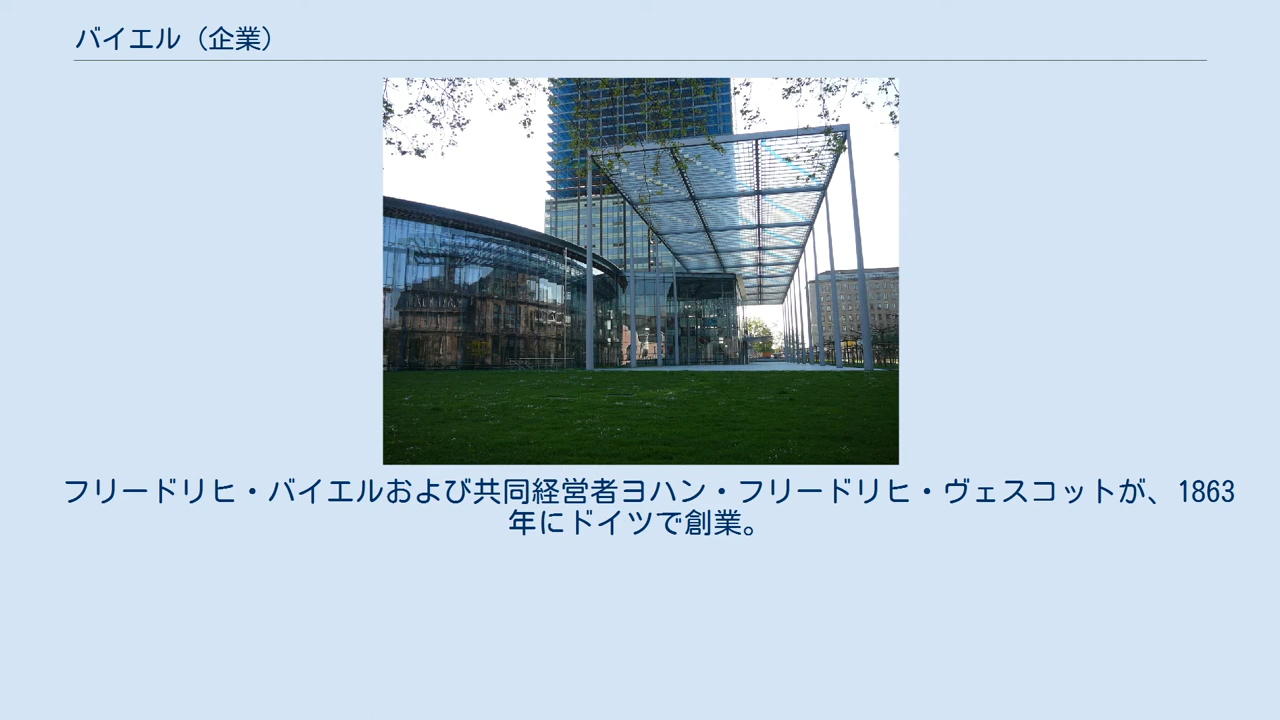 バイエル（企業）
フリードリヒ・バイエルおよび共同経営者ヨハン・フリードリヒ・ヴェスコットが、1863
年にドイツで創業。